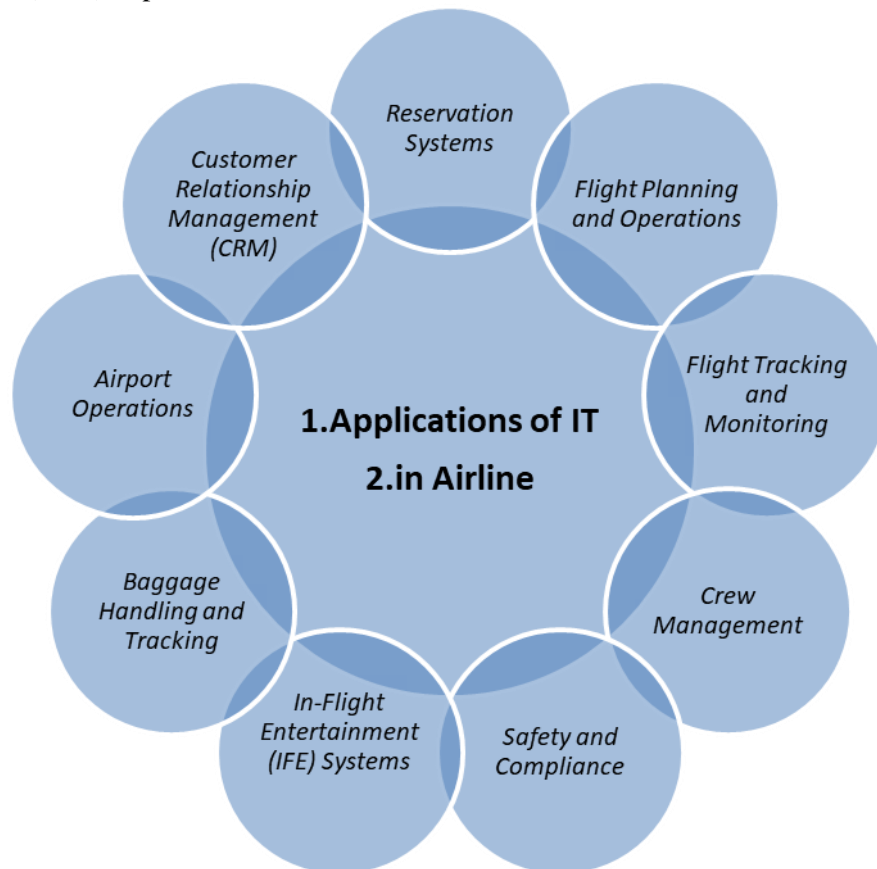 Reservation
Systems
Flight Planning
and Operations
Flight Tracking
and
Monitoring
Crew
Management
Safety and
Compliance
In-Flight
Entertainment
(IFE) Systems
Baggage
Handling and
Tracking
Airport
Operations
Customer
Relationship
Management
(CRM)
1.Applications of IT
2.in Airline